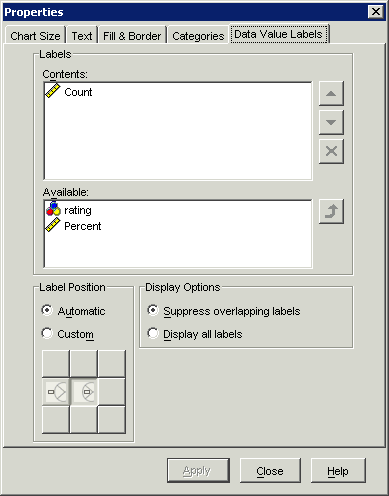 Properties
Chart Size Text Fill & Border Categories Data Value Labels
Labels
Contents:
Count
Available:
rating
Percent
Label Position Display Options
Automatic Suppress overlapping labels
Custom Display all labels
Apply Close Help